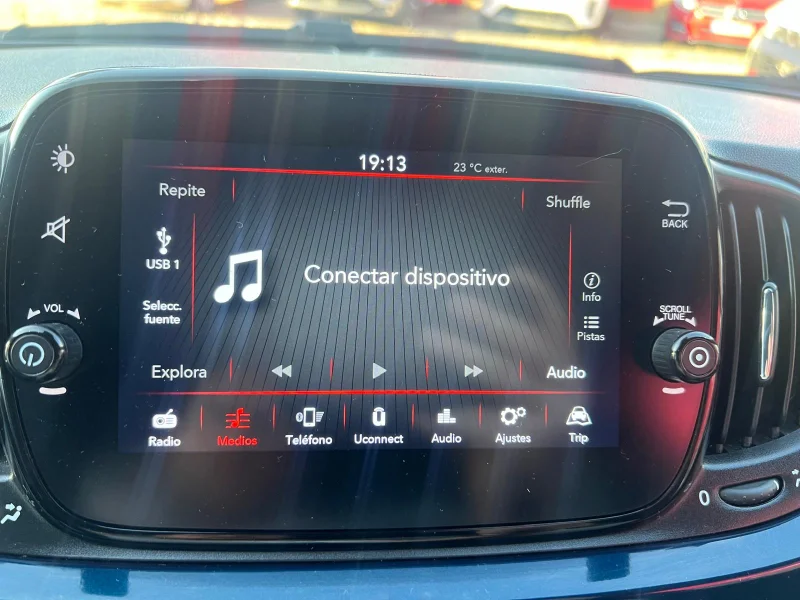 19:13
23 °C exter.
Repite
Shuffle
BACK
USB 1
Conectar dispositivo
Info
VOL
Selecc.
fuente
SCROLL
TUNE
Pistas
Explora
Audio
Radio
Medios
Teléfono
Uconnect
Audio
Ajustes
Trip
0